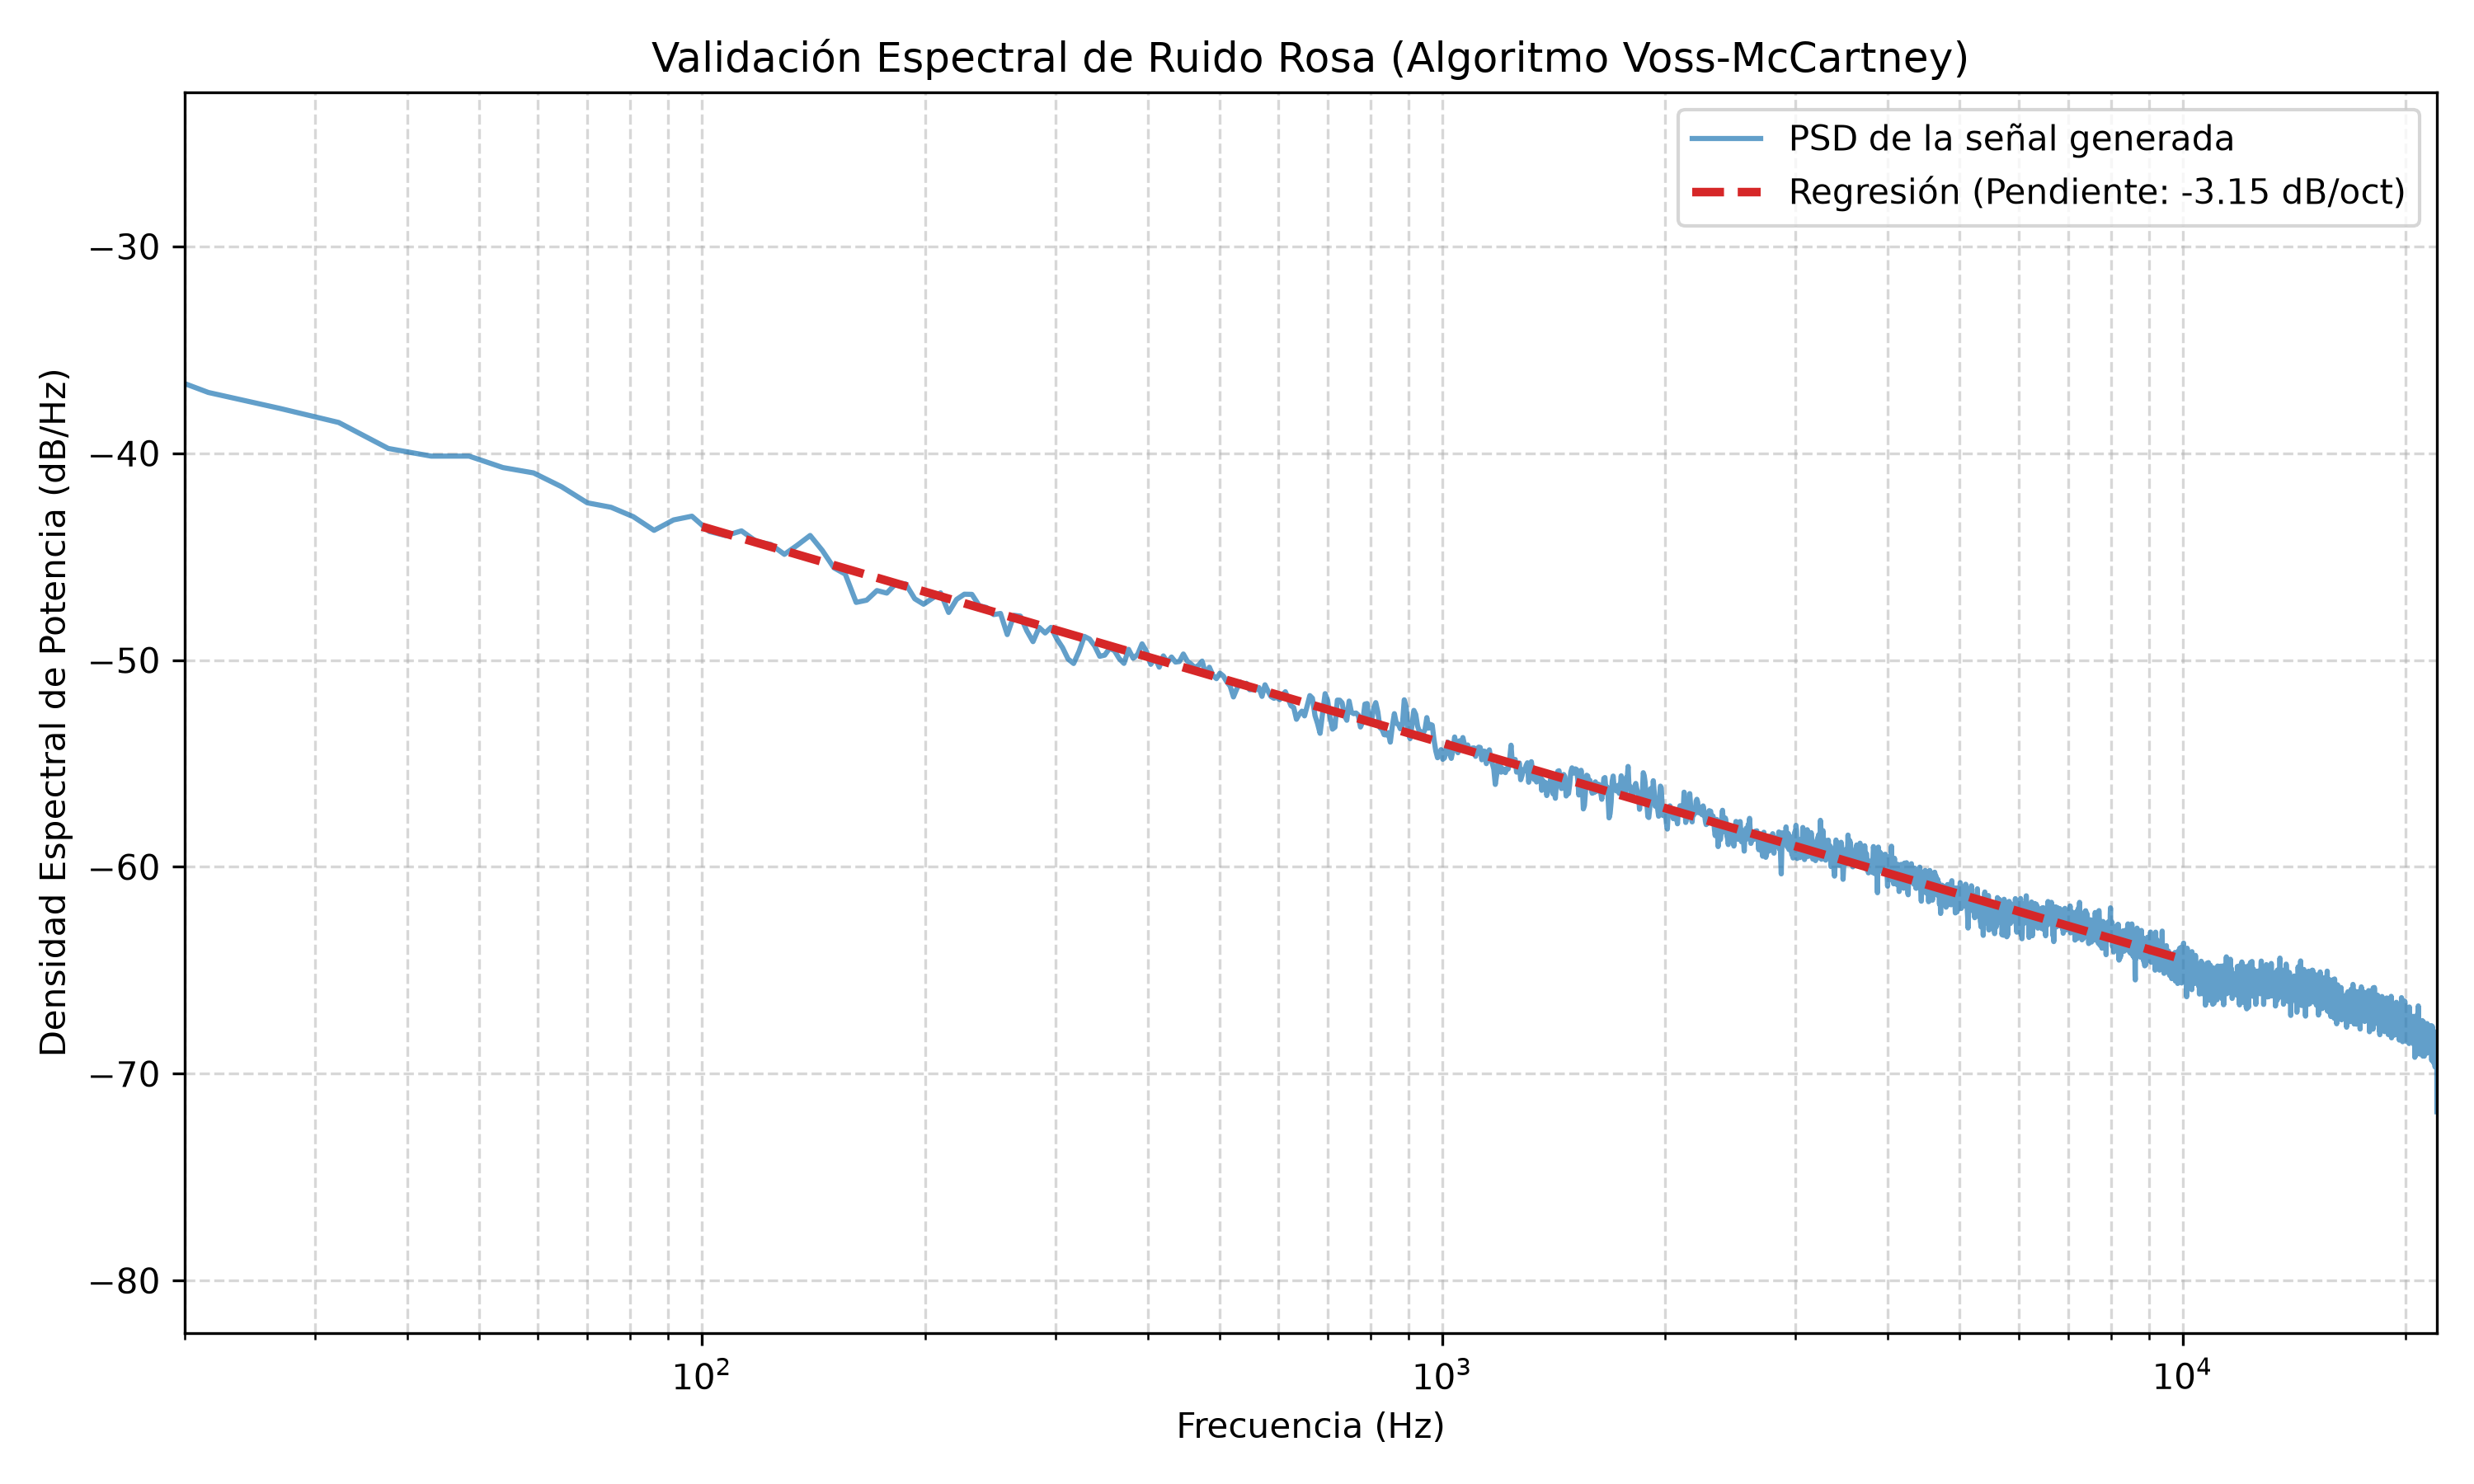 Validación Espectral de Ruido Rosa (Algoritmo Voss-McCartney)
PSD de la señal generada
Regresión (Pendiente: -3.15 dB/oct)
Densidad Espectral de Potencia (dB/Hz)
−30
−40
−50
−60
−70
−80
10²
10³
10⁴
Frecuencia (Hz)